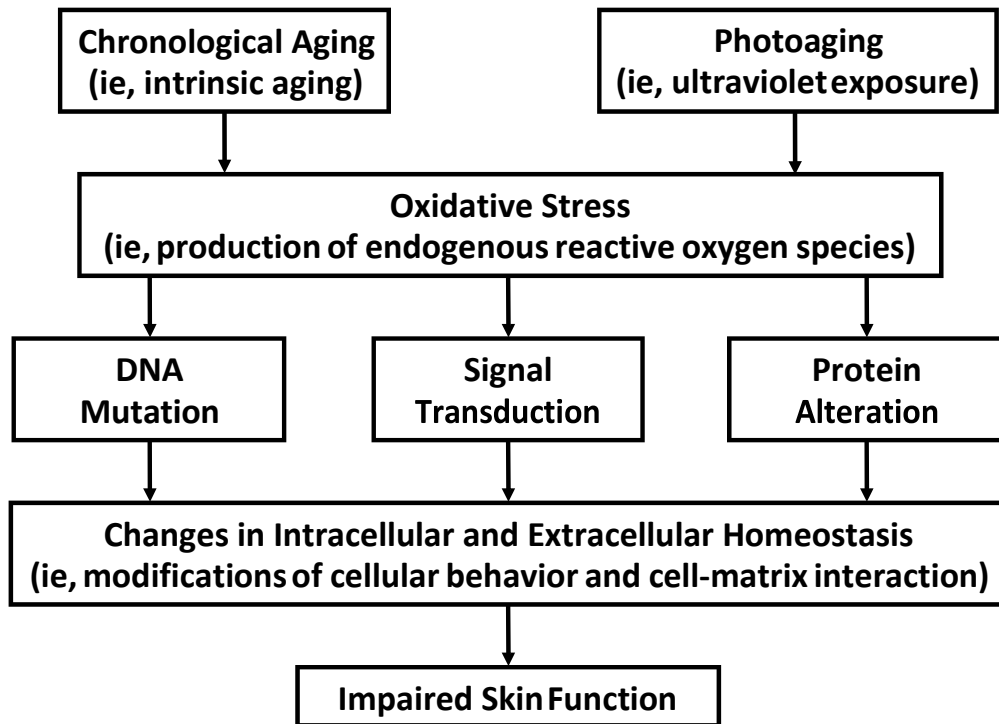 Chronological Aging
(ie, intrinsic aging)
Photoaging
(ie, ultraviolet exposure)
Oxidative Stress
(ie, production of endogenous reactive oxygen species)
DNA
Mutation
Signal
Transduction
Protein
Alteration
Changes in Intracellular and Extracellular Homeostasis
(ie, modifications of cellular behavior and cell-matrix interaction)
Impaired Skin Function